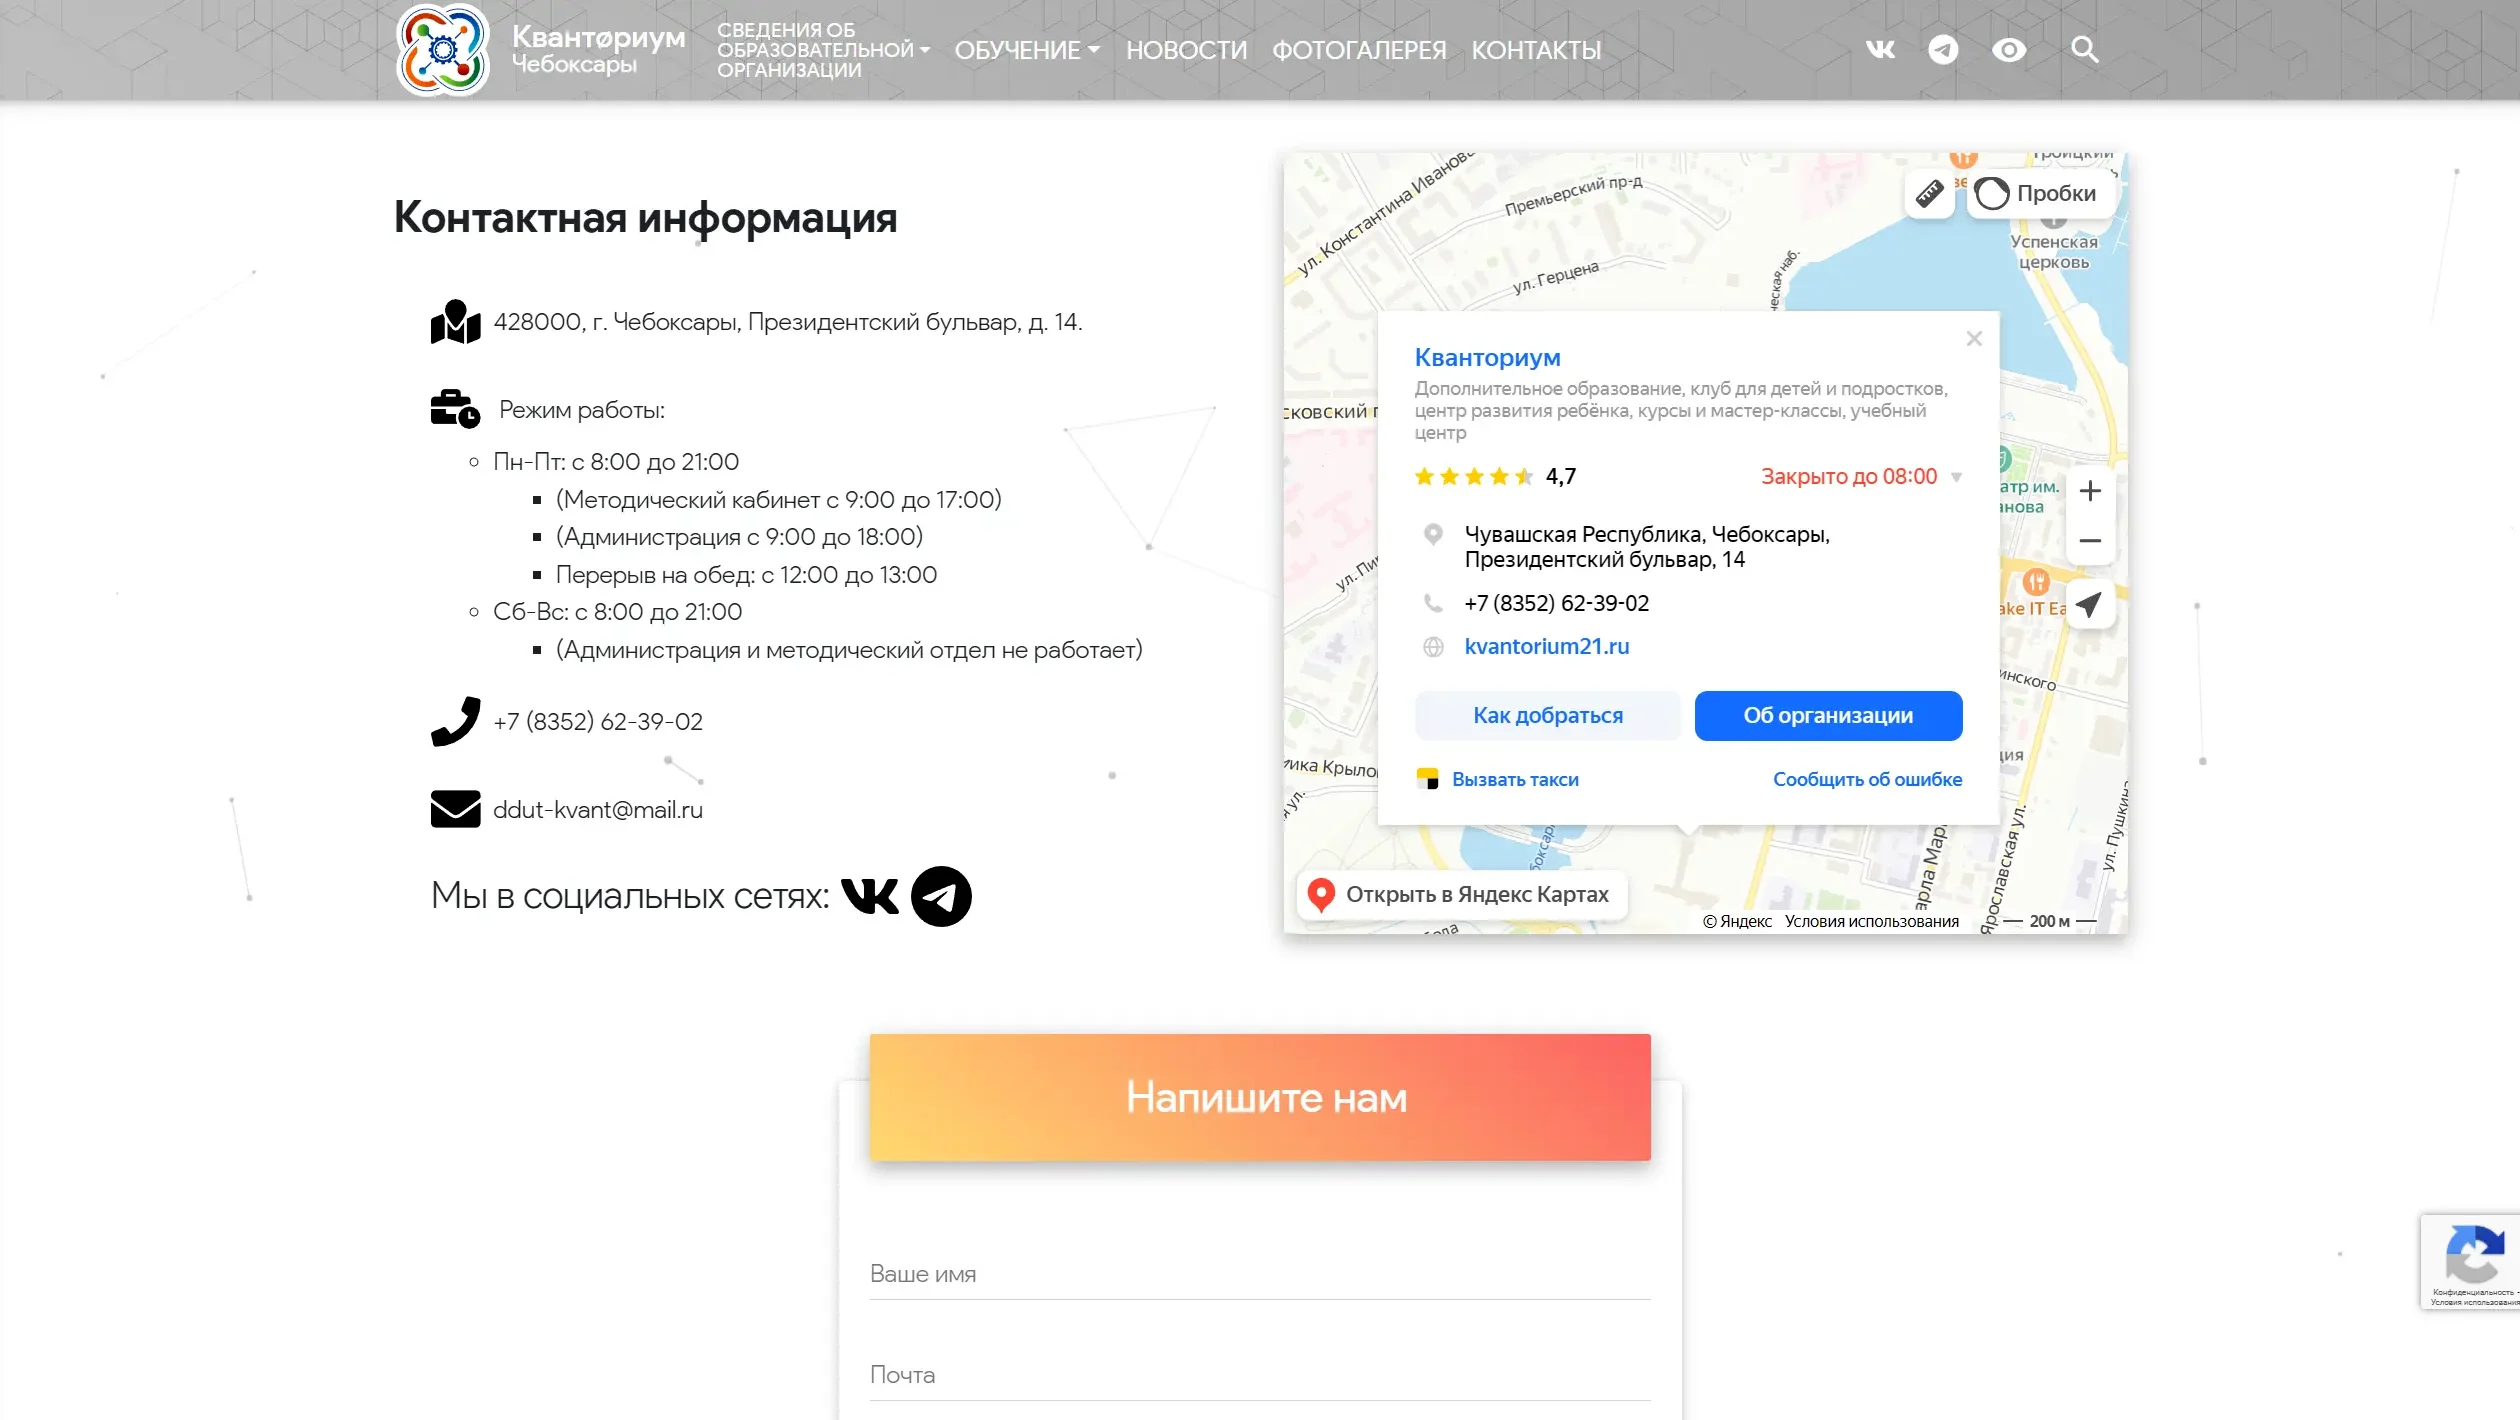 Кванториум
Чебоксары
СВЕДЕНИЯ ОБ
ОБРАЗОВАТЕЛЬНОЙ
ОРГАНИЗАЦИИ
ОБУЧЕНИЕ
НОВОСТИ
ФОТОГАЛЕРЕЯ
КОНТАКТЫ
Контактная информация
428000, г. Чебоксары, Президентский бульвар, д. 14.
Режим работы:
Пн-Пт: с 8:00 до 21:00
(Методический кабинет с 9:00 до 17:00)
(Администрация с 9:00 до 18:00)
Перерыв на обед: с 12:00 до 13:00
Сб-Вс: с 8:00 до 21:00
(Администрация и методический отдел не работает)
+7 (8352) 62-39-02
ddut-kvant@mail.ru
Мы в социальных сетях:
ул. Константина Иванова
Премьерский пр-д
ул. Герцена
Пробки
Успенская
церковь
Кванториум
Дополнительное образование, клуб для детей и подростков,
центр развития ребёнка, курсы и мастер-классы, учебный
центр
4,7
Закрыто до 08:00
Чувашская Республика, Чебоксары,
Президентский бульвар, 14
+7 (8352) 62-39-02
kvantorium21.ru
Как добраться
Об организации
Вызвать такси
Сообщить об ошибке
Ярославская ул.
ул. Пушкина
Открыть в Яндекс Картах
© Яндекс
Условия использования
200 м
Напишите нам
Ваше имя
Почта
Конфиденциальность -
Условия использования